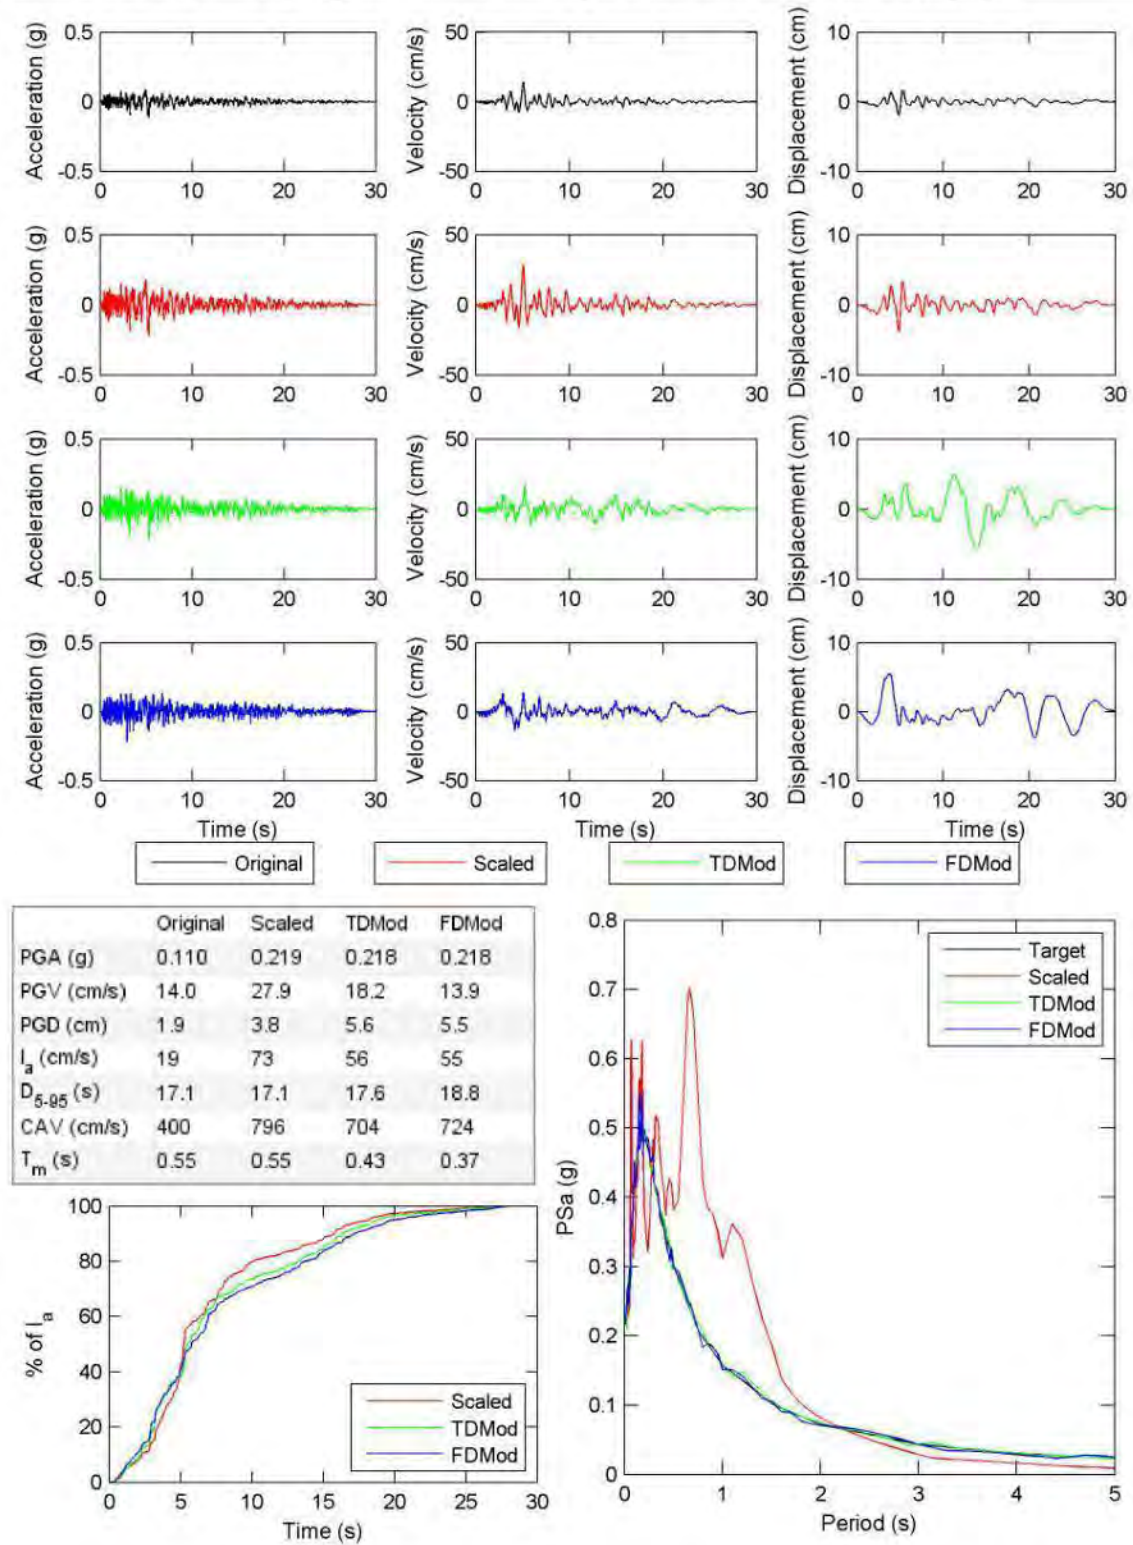 Acceleration (g)
0.5
0
-0.5
0 10 20 30
Velocity (cm/s)
50
0
-50
0 10 20 30
Displacement (cm)
10
0
-10
0 10 20 30
Acceleration (g)
0.5
0
-0.5
0 10 20 30
Velocity (cm/s)
50
0
-50
0 10 20 30
Displacement (cm)
10
0
-10
0 10 20 30
Acceleration (g)
0.5
0
-0.5
0 10 20 30
Velocity (cm/s)
50
0
-50
0 10 20 30
Displacement (cm)
10
0
-10
0 10 20 30
Acceleration (g)
0.5
0
-0.5
0 10 20 30
Time (s)
Velocity (cm/s)
50
0
-50
0 10 20 30
Time (s)
Displacement (cm)
10
0
-10
0 10 20 30
Time (s)
Original
Scaled
TDMod
FDMod
Original Scaled TDMod FDMod
PGA (g) 0.110 0.219 0.218 0.218
PGV (cm/s) 14.0 27.9 18.2 13.9
PGD (cm) 1.9 3.8 5.6 5.5
I_a (cm/s) 19 73 56 55
D_5-95 (s) 17.1 17.1 17.6 18.8
CAV (cm/s) 400 796 704 724
T_m (s) 0.55 0.55 0.43 0.37
% of I_a
100
80
60
40
20
0
0 5 10 15 20 25 30
Time (s)
Scaled
TDMod
FDMod
PSa (g)
0.8
0.7
0.6
0.5
0.4
0.3
0.2
0.1
0
0 1 2 3 4 5
Period (s)
Target
Scaled
TDMod
FDMod